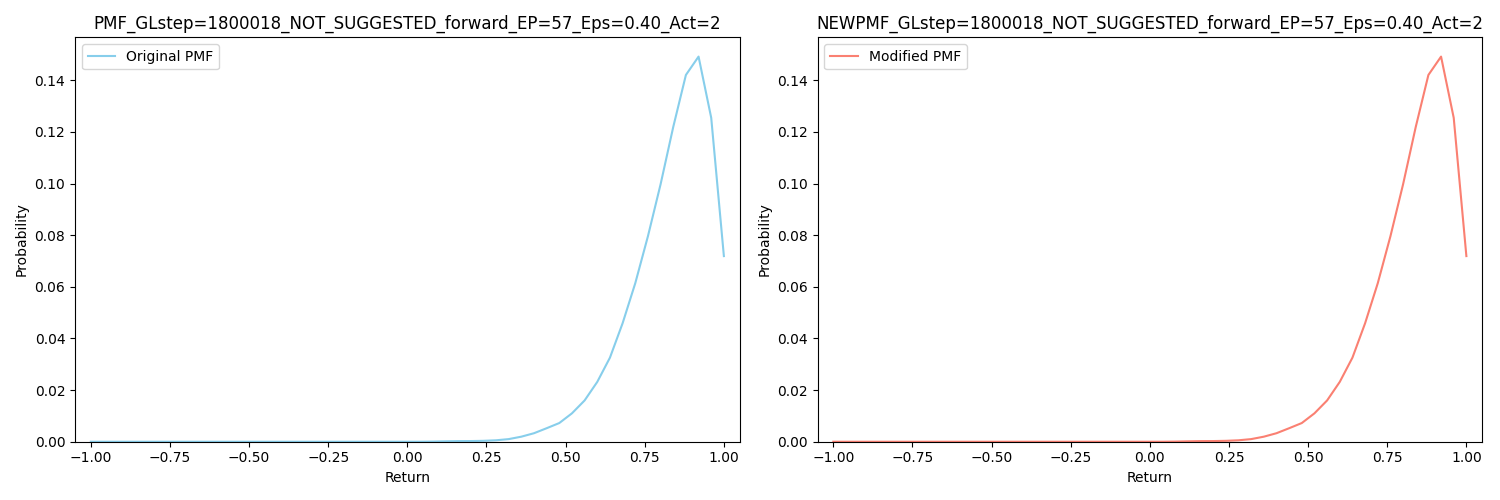 PMF_GLstep=1800018_NOT_SUGGESTED_forward_EP=57_Eps=0.40_Act=2
Original PMF
Probability
0.14
0.12
0.10
0.08
0.06
0.04
0.02
0.00
−1.00 −0.75 −0.50 −0.25 0.00 0.25 0.50 0.75 1.00
Return
NEWPMF_GLstep=1800018_NOT_SUGGESTED_forward_EP=57_Eps=0.40_Act=2
Modified PMF
Probability
0.14
0.12
0.10
0.08
0.06
0.04
0.02
0.00
−1.00 −0.75 −0.50 −0.25 0.00 0.25 0.50 0.75 1.00
Return